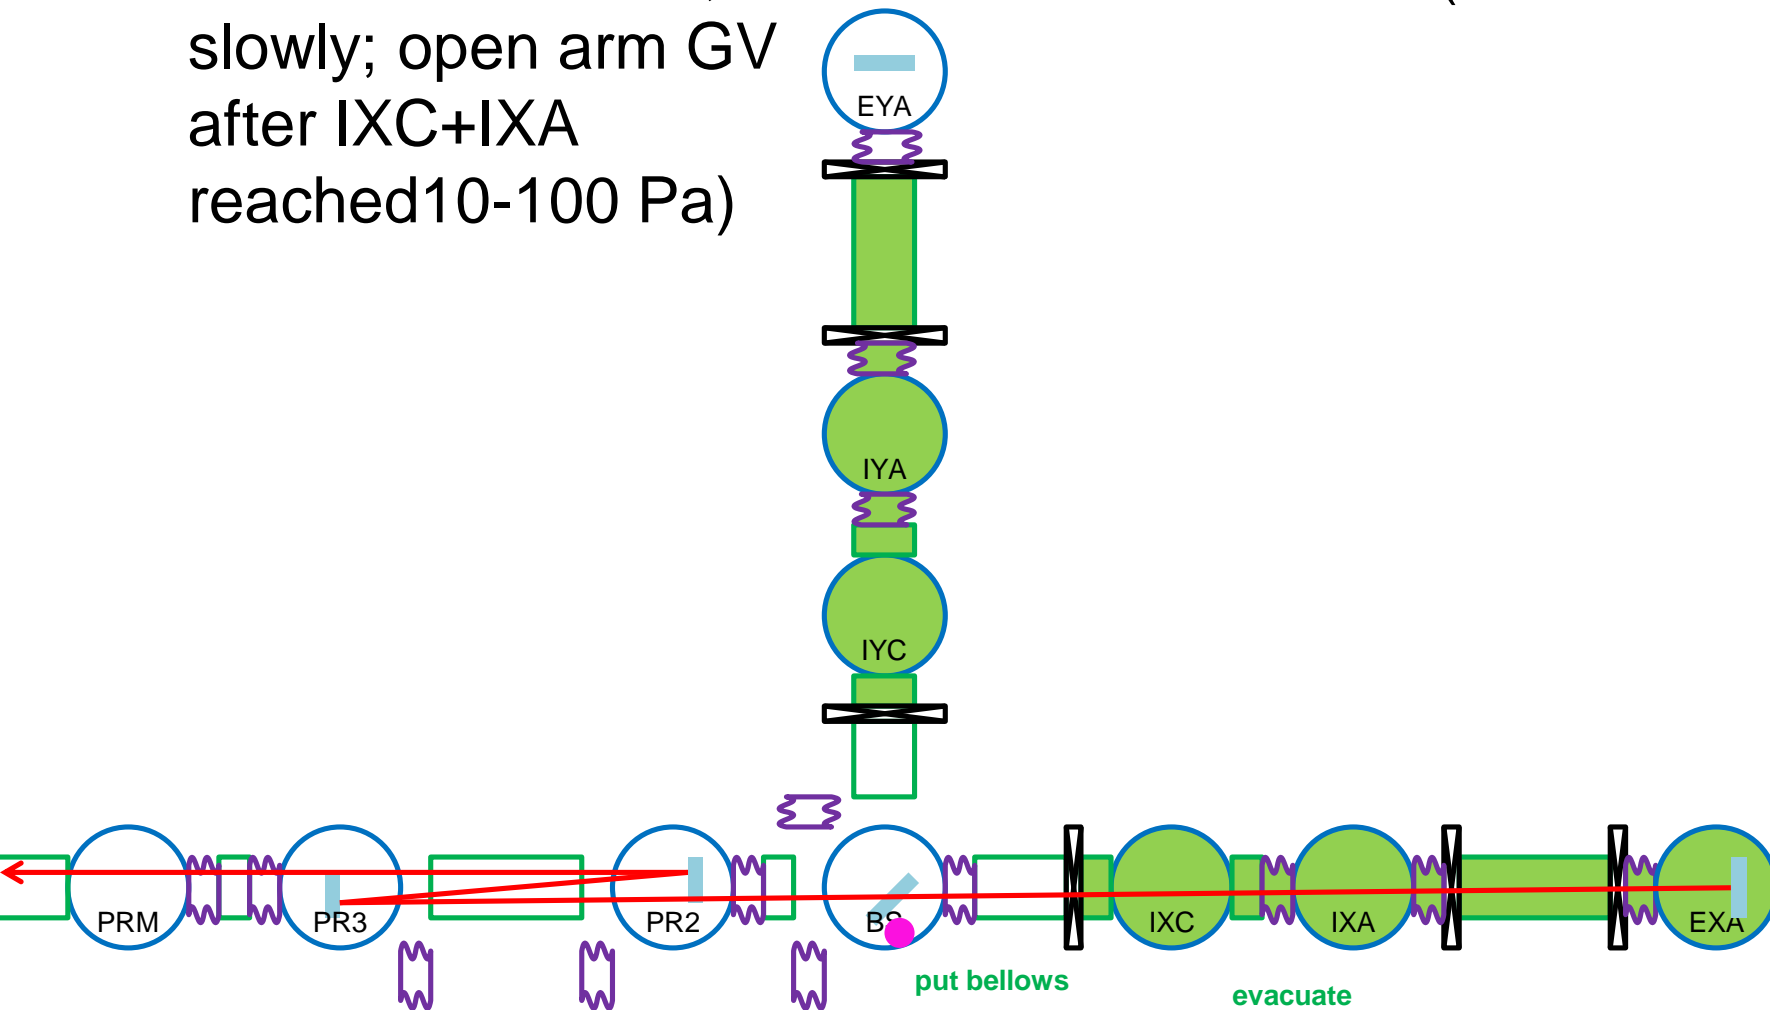 slowly; open arm GV
after IXC+IXA
reached10-100 Pa)
EYA
IYA
IYC
PRM
PR3
PR2
BS
IXC
IXA
EXA
put bellows
evacuate